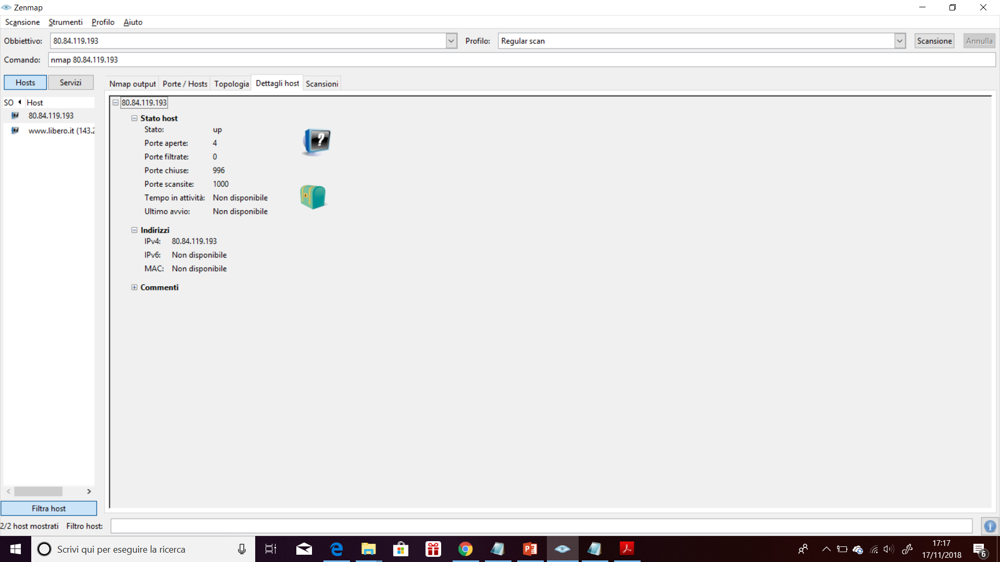 Zenmap
Scansione Strumenti Profilo Aiuto
Obbiettivo: 80.84.119.193 Profilo: Regular scan Scansione Annulla
Comando: nmap 80.84.119.193
Hosts Servizi
Nmap output Porte / Hosts Topologia Dettagli host Scansioni
SO Host
80.84.119.193
www.libero.it (143.2
80.84.119.193
Stato host
Stato: up
Porte aperte: 4
Porte filtrate: 0
Porte chiuse: 996
Porte scansite: 1000
Tempo in attività: Non disponibile
Ultimo avvio: Non disponibile
Indirizzi
IPv4: 80.84.119.193
IPv6: Non disponibile
MAC: Non disponibile
Commenti
Filtra host
2/2 host mostrati Filtro host:
Scrivi qui per eseguire la ricerca
17:17
17/11/2018
6